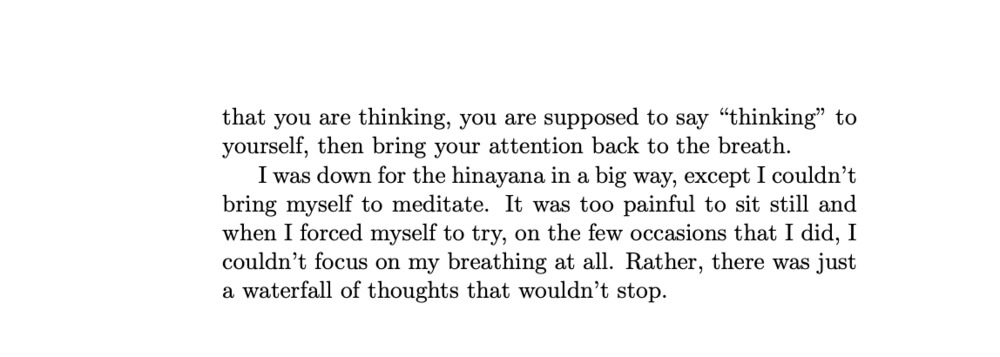 that you are thinking, you are supposed to say “thinking” to
yourself, then bring your attention back to the breath.
I was down for the hinayana in a big way, except I couldn’t
bring myself to meditate. It was too painful to sit still and
when I forced myself to try, on the few occasions that I did, I
couldn’t focus on my breathing at all. Rather, there was just
a waterfall of thoughts that wouldn’t stop.